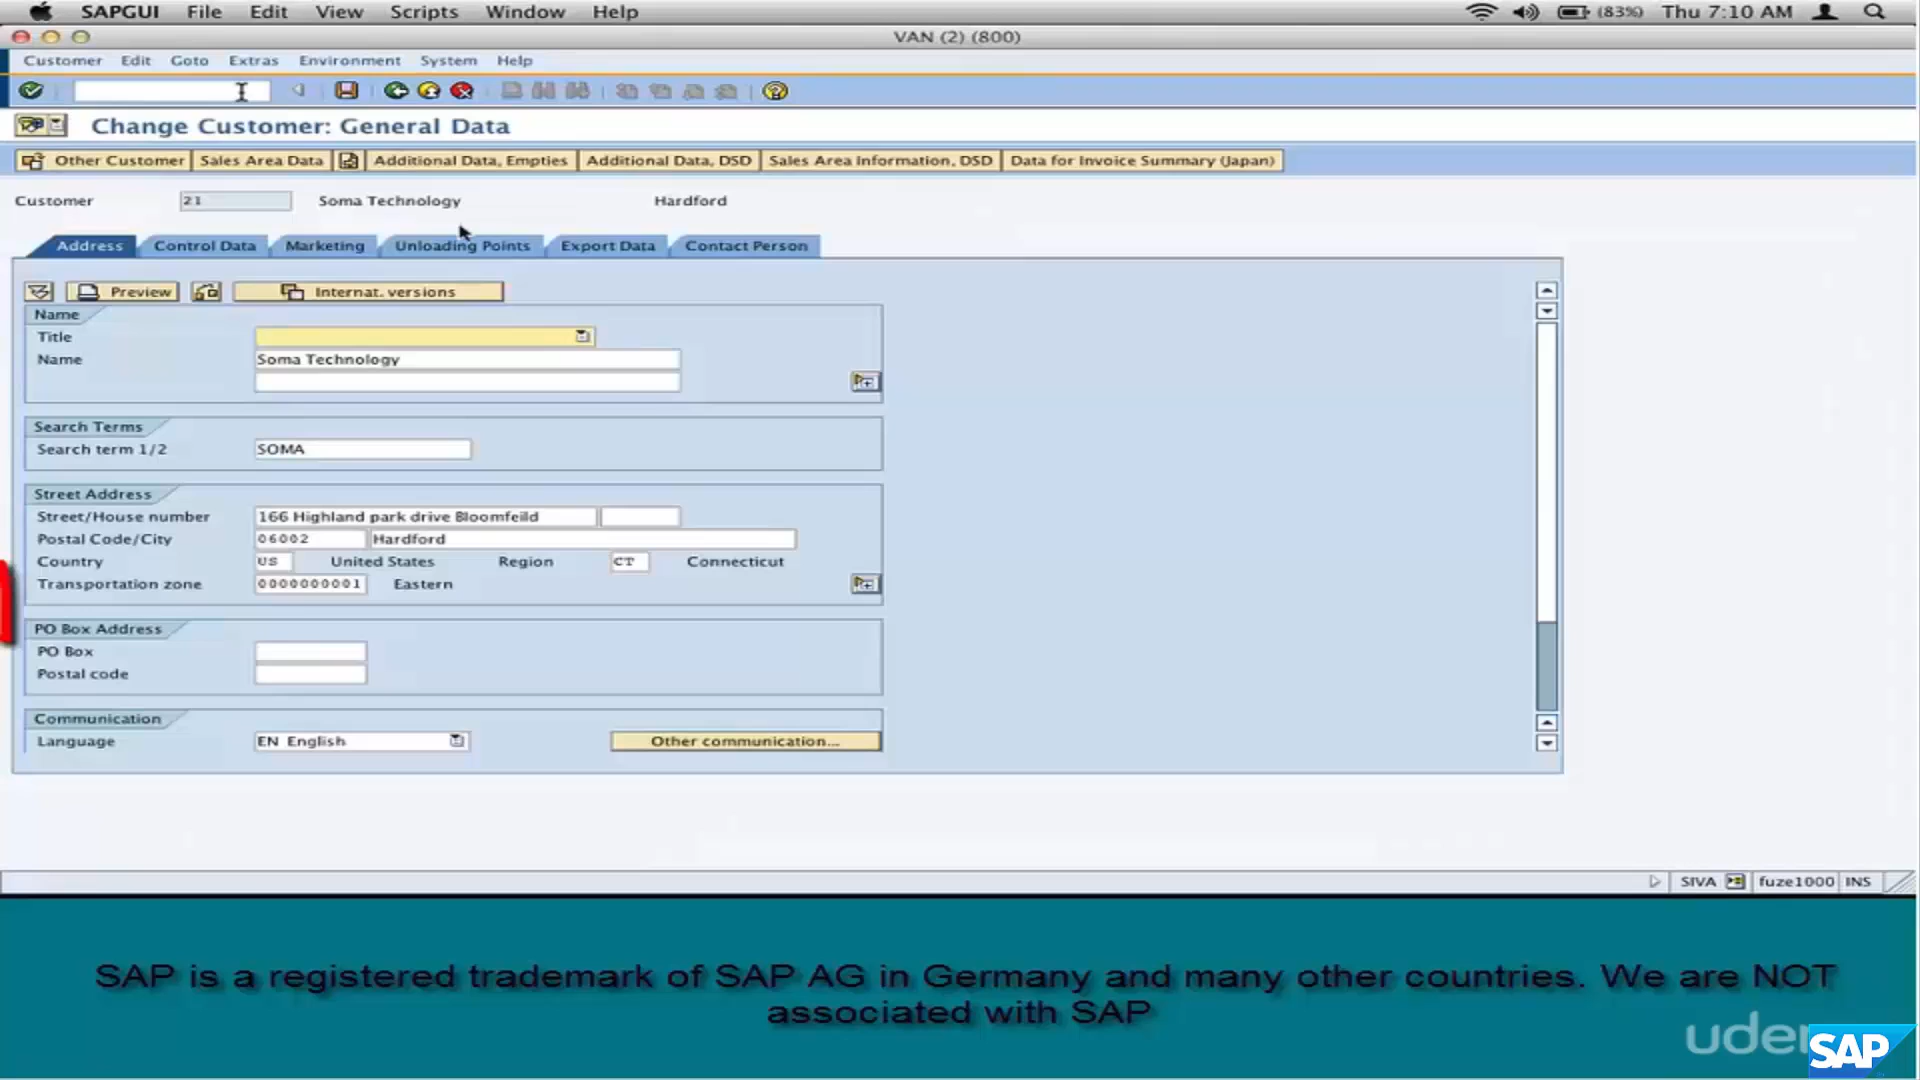 SAPGUI File Edit View Scripts Window Help (83%) Thu 7:10 AM
VAN (2) (800)
Customer Edit Goto Extras Environment System Help
Change Customer: General Data
Other Customer Sales Area Data Additional Data, Empties Additional Data, DSD Sales Area Information, DSD Data for Invoice Summary (Japan)
Customer 21 Soma Technology Hardford
Address Control Data Marketing Unloading Points Export Data Contact Person
Preview Internat. versions
Name
Title
Name Soma Technology
Search Terms
Search term 1/2 SOMA
Street Address
Street/House number 166 Highland park drive Bloomfeild
Postal Code/City 06002 Hardford
Country US United States Region CT Connecticut
Transportation zone 0000000001 Eastern
PO Box Address
PO Box
Postal code
Communication
Language EN English Other communication...
SIVA fuze1000 INS
SAP is a registered trademark of SAP AG in Germany and many other countries. We are NOT
associated with SAP
SAP